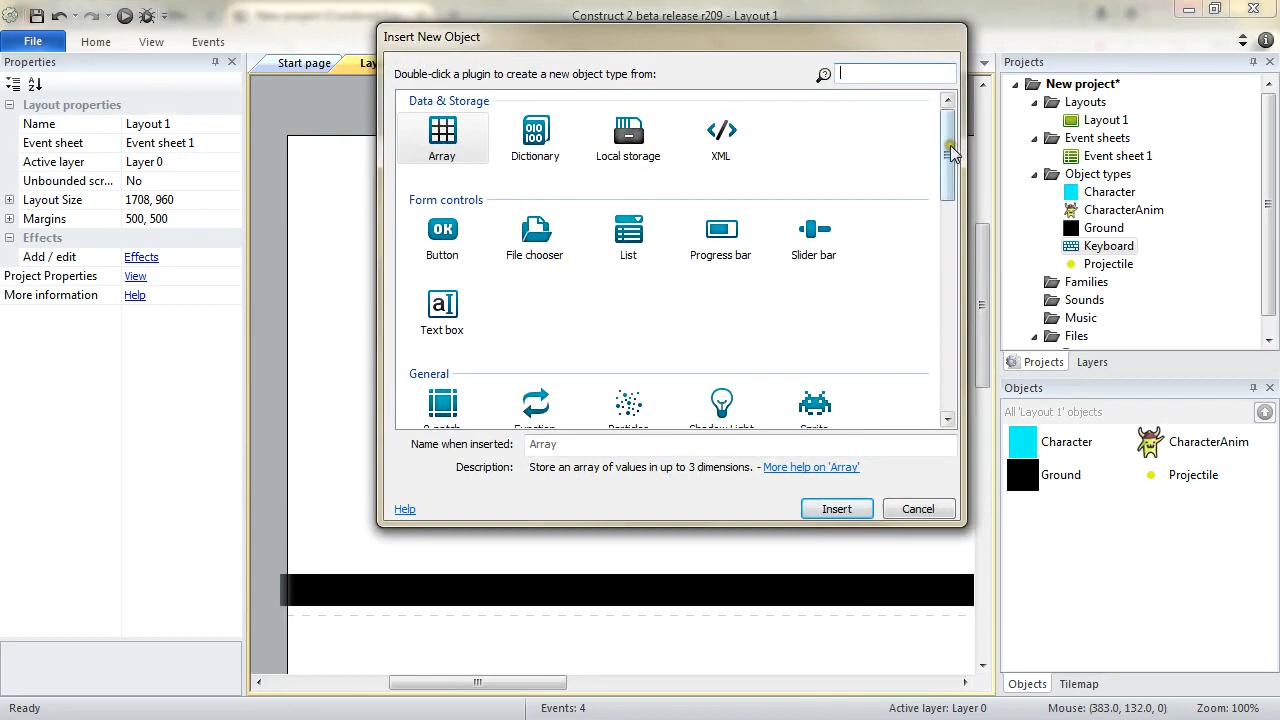 Construct 2 beta release r209 - Layout 1
File Home View Events
Properties
Layout properties
Name Layout 1
Event sheet Event sheet 1
Active layer Layer 0
Unbounded scr... No
Layout Size 1708, 960
Margins 500, 500
Effects
Add / edit Effects
Project Properties View
More information Help
Ready
Start page
Insert New Object
Double-click a plugin to create a new object type from:
Data & Storage
Array Dictionary Local storage XML
Form controls
OK
Button File chooser List Progress bar Slider bar
Text box
General
Name when inserted: Array
Description: Store an array of values in up to 3 dimensions. - More help on 'Array'
Help Insert Cancel
Projects
New project*
Layouts
Layout 1
Event sheets
Event sheet 1
Object types
Character
CharacterAnim
Ground
Keyboard
Projectile
Families
Sounds
Music
Files
Projects Layers
Objects
All 'Layout 1' objects
Character CharacterAnim
Ground Projectile
Objects Tilemap
Events: 4
Active layer: Layer 0 Mouse: (383.0, 132.0, 0) Zoom: 100%